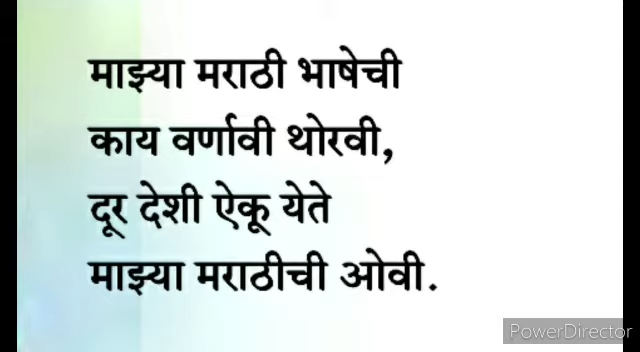 माझ्या मराठी भाषेची
काय वर्णावी थोरवी,
दूर देशी ऐकू येते
माझ्या मराठीची ओवी.
PowerDirector